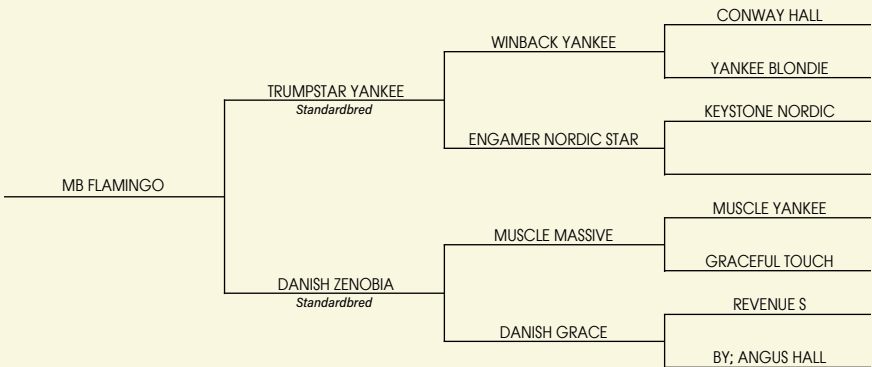 CONWAY HALL
WINBACK YANKEE
YANKEE BLONDIE
TRUMPSTAR YANKEE
Standardbred
KEYSTONE NORDIC
ENGAMER NORDIC STAR
MB FLAMINGO
MUSCLE YANKEE
MUSCLE MASSIVE
GRACEFUL TOUCH
DANISH ZENOBIA
Standardbred
REVENUE S
DANISH GRACE
BY; ANGUS HALL